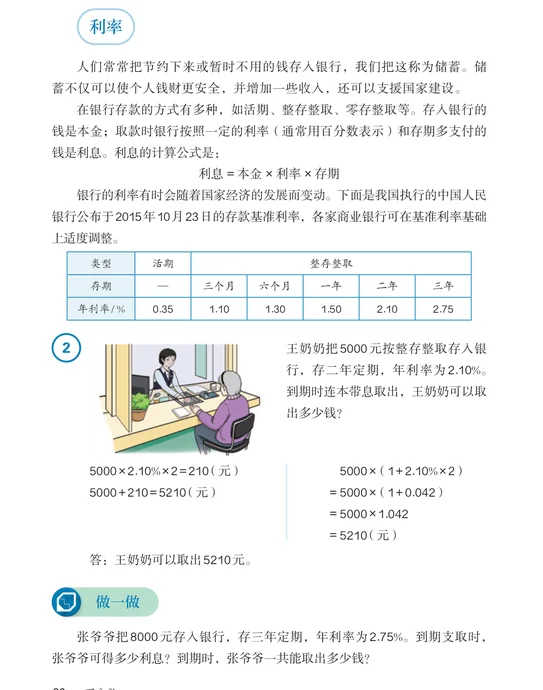 利率
人们常常把节约下来或暂时不用的钱存入银行，我们把这称为储蓄。储
蓄不仅可以使个人钱财更安全，并增加一些收入，还可以支援国家建设。
在银行存款的方式有多种，如活期、整存整取、零存整取等。存入银行的
钱是本金；取款时银行按照一定的利率（通常用百分数表示）和存期多支付的
钱是利息。利息的计算公式是：
利息 = 本金 × 利率 × 存期
银行的利率有时会随着国家经济的发展而变动。下面是我国执行的中国人民
银行公布于2015年10月23日的存款基准利率，各家商业银行可在基准利率基础
上适度调整。
类型 活期 整存整取
存期 — 三个月 六个月 一年 二年 三年
年利率/% 0.35 1.10 1.30 1.50 2.10 2.75
2
王奶奶把5000元按整存整取存入银
行，存二年定期，年利率为2.10%。
到期时连本带息取出，王奶奶可以取
出多少钱？
5000×2.10%×2=210（元）
5000+210=5210（元）
5000×（1+2.10%×2）
=5000×（1+0.042）
=5000×1.042
=5210（元）
答：王奶奶可以取出5210元。
做一做
张爷爷把8000元存入银行，存三年定期，年利率为2.75%。到期支取时，
张爷爷可得多少利息？到期时，张爷爷一共能取出多少钱？